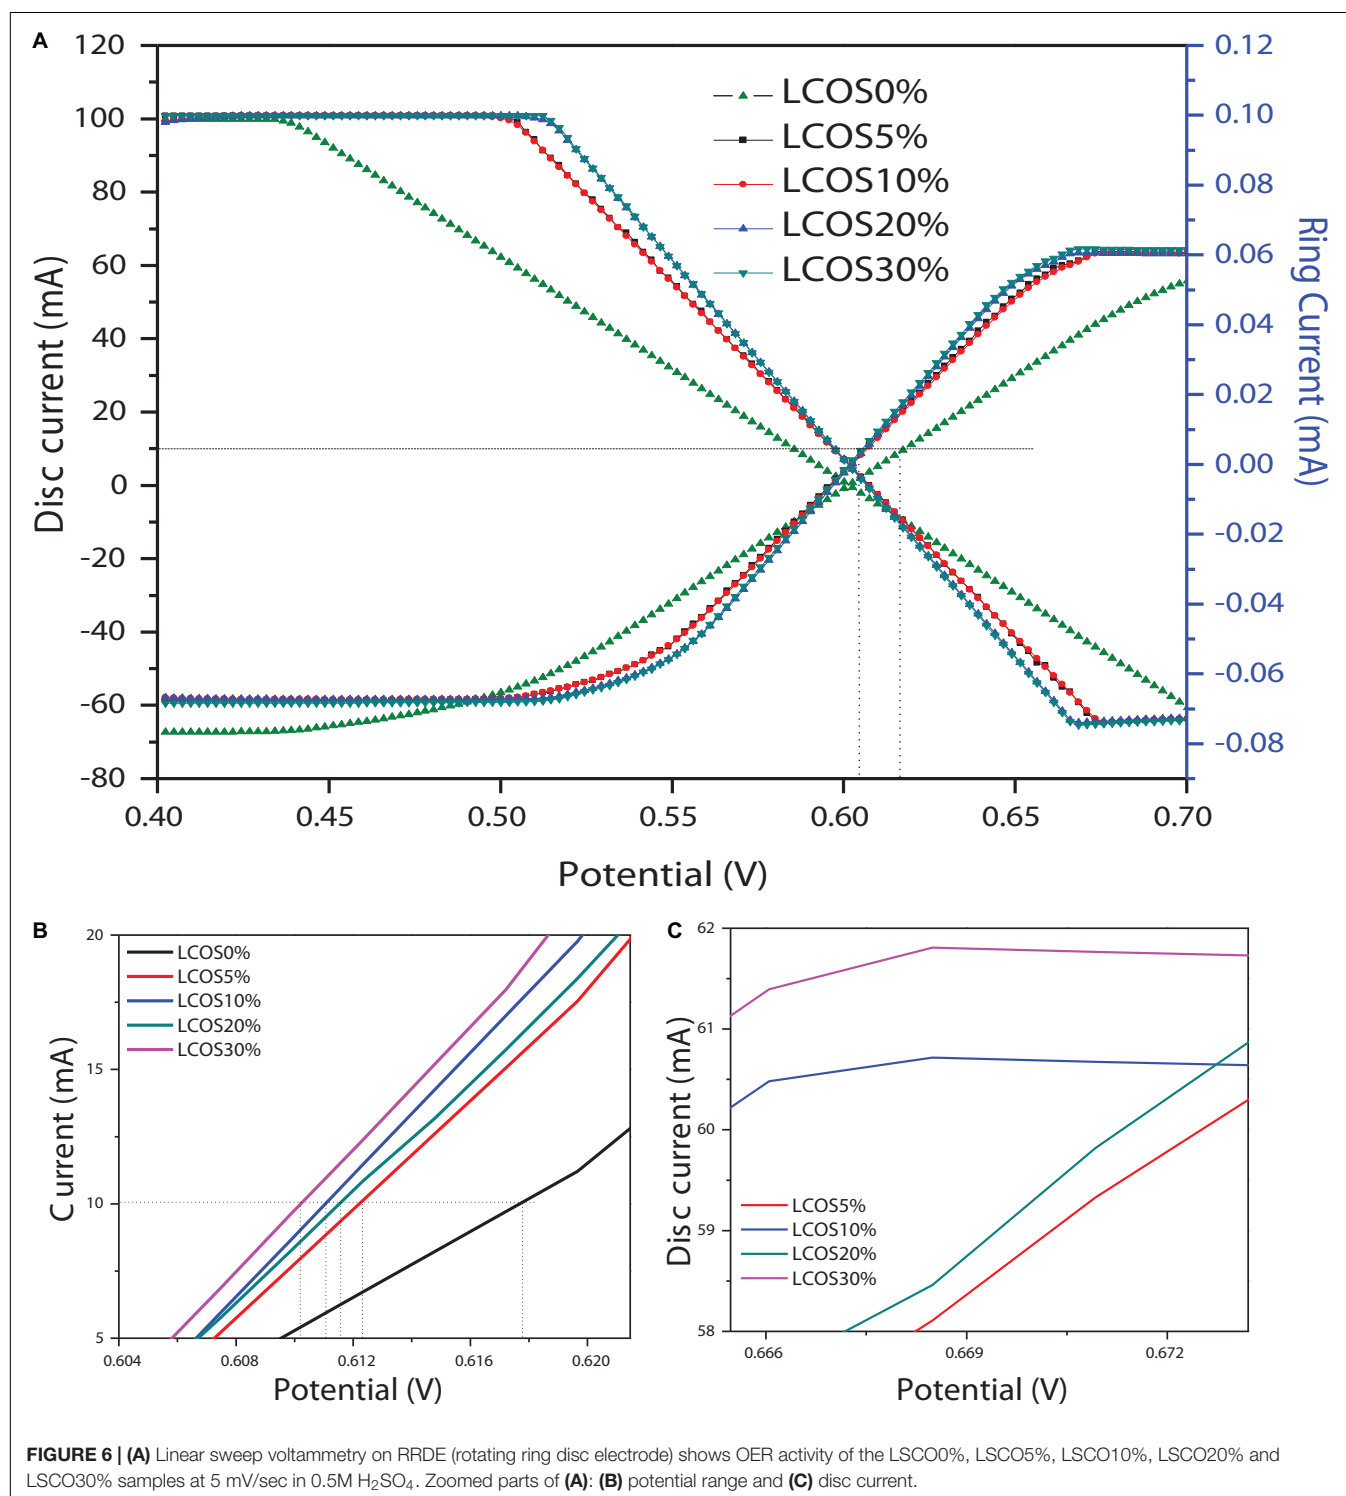 A
120
100
80
60
40
20
0
-20
-40
-60
-80
Disc current (mA)
LCOS0%
LCOS5%
LCOS10%
LCOS20%
LCOS30%
0.12
0.10
0.08
0.06
0.04
0.02
0.00
-0.02
-0.04
-0.06
-0.08
Ring Current (mA)
0.40 0.45 0.50 0.55 0.60 0.65 0.70
Potential (V)
B
20
15
10
5
Current (mA)
LCOS0%
LCOS5%
LCOS10%
LCOS20%
LCOS30%
0.604 0.608 0.612 0.616 0.620
Potential (V)
C
62
61
60
59
58
Disc current (mA)
LCOS5%
LCOS10%
LCOS20%
LCOS30%
0.666 0.669 0.672
Potential (V)
FIGURE 6 | (A) Linear sweep voltammetry on RRDE (rotating ring disc electrode) shows OER activity of the LSCO0%, LSCO5%, LSCO10%, LSCO20% and
LSCO30% samples at 5 mV/sec in 0.5M H₂SO₄. Zoomed parts of (A): (B) potential range and (C) disc current.